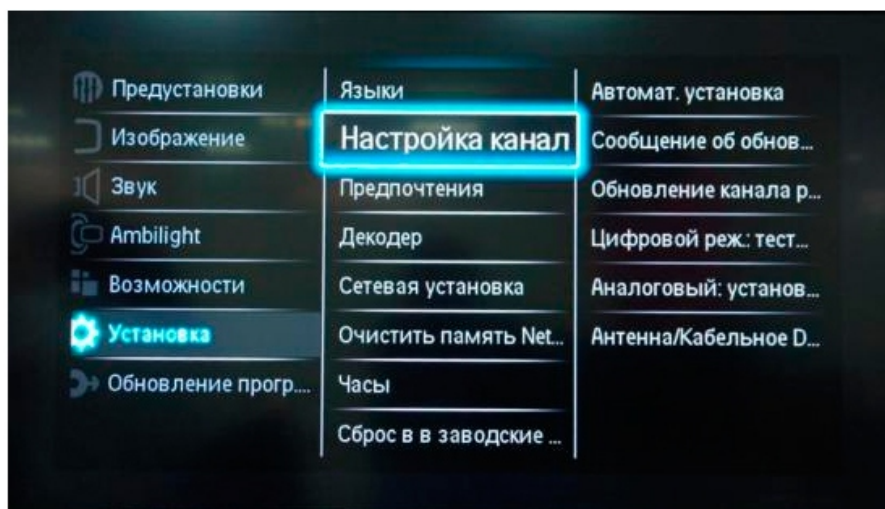 Предустановки
Изображение
Звук
Ambilight
Возможности
Установка
Обновление прогр....
Языки
Настройка канал
Предпочтения
Декодер
Сетевая установка
Очистить память Net...
Часы
Сброс в в заводские ...
Автомат. установка
Сообщение об обнов...
Обновление канала р...
Цифровой реж.: тест...
Аналоговый: установ...
Антенна/Кабельное D...